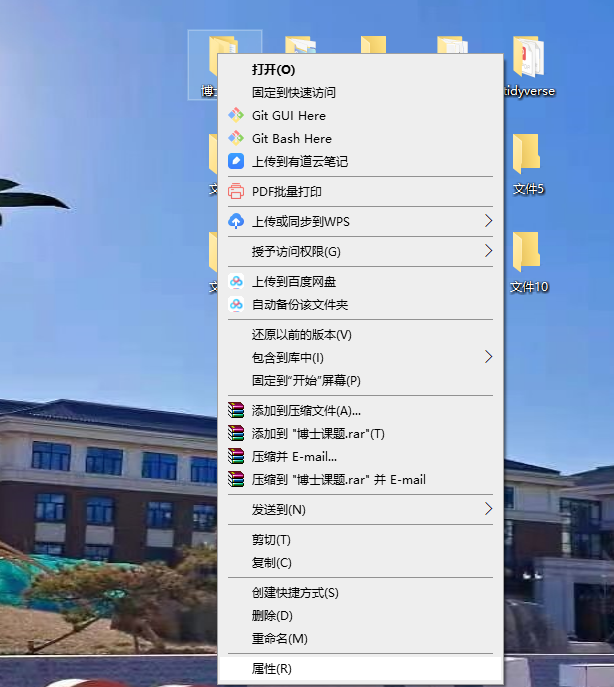 博
tidyverse
文件5
文件10
打开(O)
固定到快速访问
Git GUI Here
Git Bash Here
上传到有道云笔记
PDF批量打印
上传或同步到WPS
授予访问权限(G)
上传到百度网盘
自动备份该文件夹
还原以前的版本(V)
包含到库中(I)
固定到"开始"屏幕(P)
添加到压缩文件(A)...
添加到 "博士课题.rar"(T)
压缩并 E-mail...
压缩到 "博士课题.rar" 并 E-mail
发送到(N)
剪切(T)
复制(C)
创建快捷方式(S)
删除(D)
重命名(M)
属性(R)